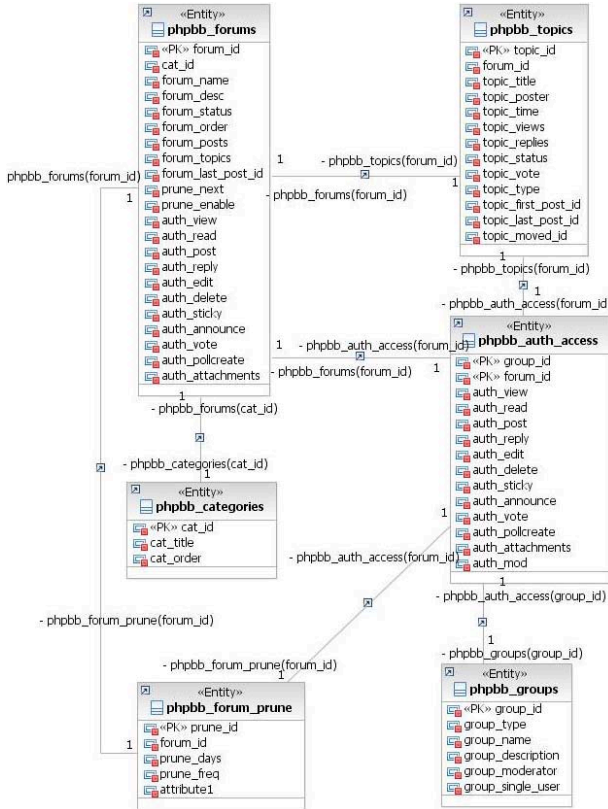 «Entity»
phpbb_forums
«PK» forum_id
cat_id
forum_name
forum_desc
forum_status
forum_order
forum_posts
forum_topics
forum_last_post_id
prune_next
prune_enable
auth_view
auth_read
auth_post
auth_reply
auth_edit
auth_delete
auth_sticky
auth_announce
auth_vote
auth_pollcreate
auth_attachments
«Entity»
phpbb_topics
«PK» topic_id
forum_id
topic_title
topic_poster
topic_time
topic_views
topic_replies
topic_status
topic_vote
topic_type
topic_first_post_id
topic_last_post_id
topic_moved_id
1
- phpbb_topics(forum_id)
- phpbb_forums(forum_id)
1
phpbb_forums(forum_id)
1
1
- phpbb_topics(forum_id)
1
- phpbb_auth_access(forum_id
«Entity»
phpbb_auth_access
«PK» group_id
«PK» forum_id
auth_view
auth_read
auth_post
auth_reply
auth_edit
auth_delete
auth_sticky
auth_announce
auth_vote
auth_pollcreate
auth_attachments
auth_mod
1
- phpbb_auth_access(forum_id)
- phpbb_forums(forum_id)
1
1
- phpbb_forums(cat_id)
- phpbb_categories(cat_id)
1
«Entity»
phpbb_categories
«PK» cat_id
cat_title
cat_order
1
- phpbb_auth_access(forum_id)
1
- phpbb_auth_access(group_id)
1
- phpbb_groups(group_id)
- phpbb_forum_prune(forum_id)
- phpbb_forum_prune(forum_id)
1
«Entity»
phpbb_forum_prune
«PK» prune_id
forum_id
prune_days
prune_freq
attribute1
1
«Entity»
phpbb_groups
«PK» group_id
group_type
group_name
group_description
group_moderator
group_single_user